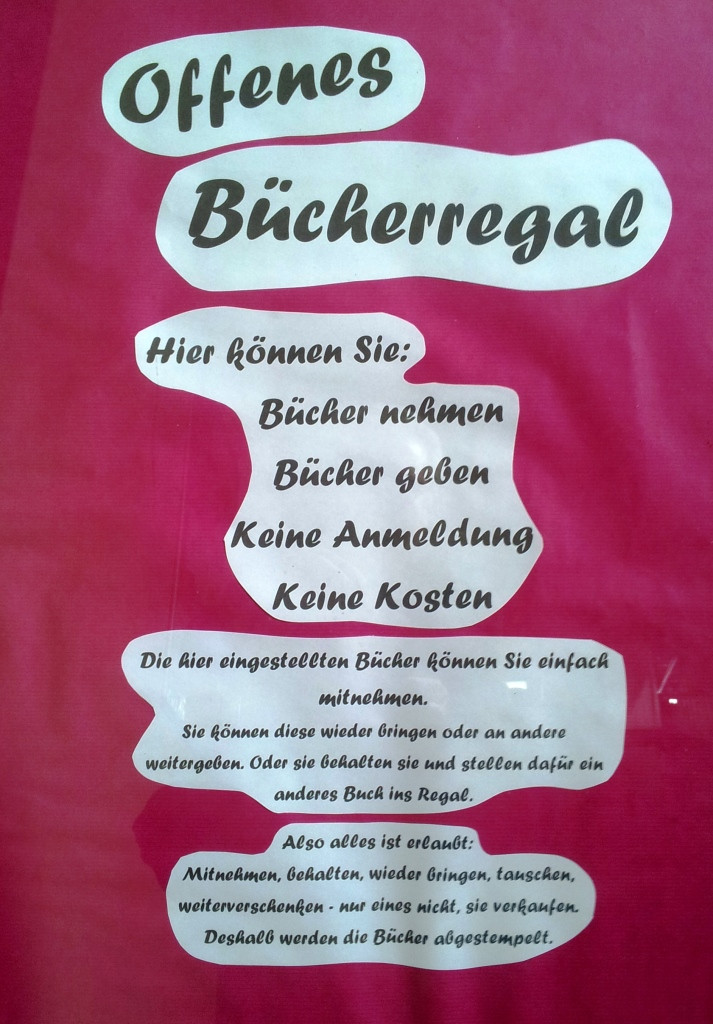 Offenes
Bücherregal
Hier können Sie:
Bücher nehmen
Bücher geben
Keine Anmeldung
Keine Kosten
Die hier eingestellten Bücher können Sie einfach
mitnehmen.
Sie können diese wieder bringen oder an andere
weitergeben. Oder sie behalten sie und stellen dafür ein
anderes Buch ins Regal.
Also alles ist erlaubt:
Mitnehmen, behalten, wieder bringen, tauschen,
weiterverschenken - nur eines nicht, sie verkaufen.
Deshalb werden die Bücher abgestempelt.